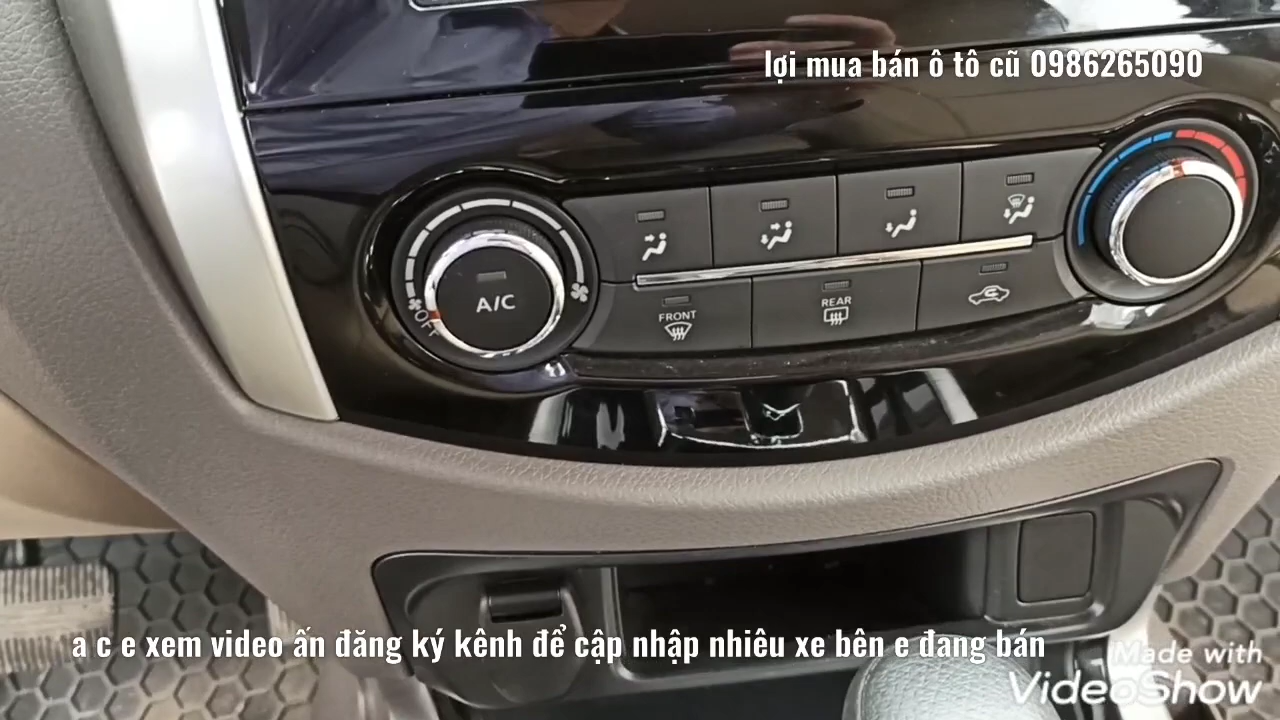 lợi mua bán ô tô cũ 0986265090
A/C
OFF
FRONT
REAR
a c e xem video ấn đăng ký kênh để cập nhập nhiêu xe bên e đang bán
Made with
VideoShow